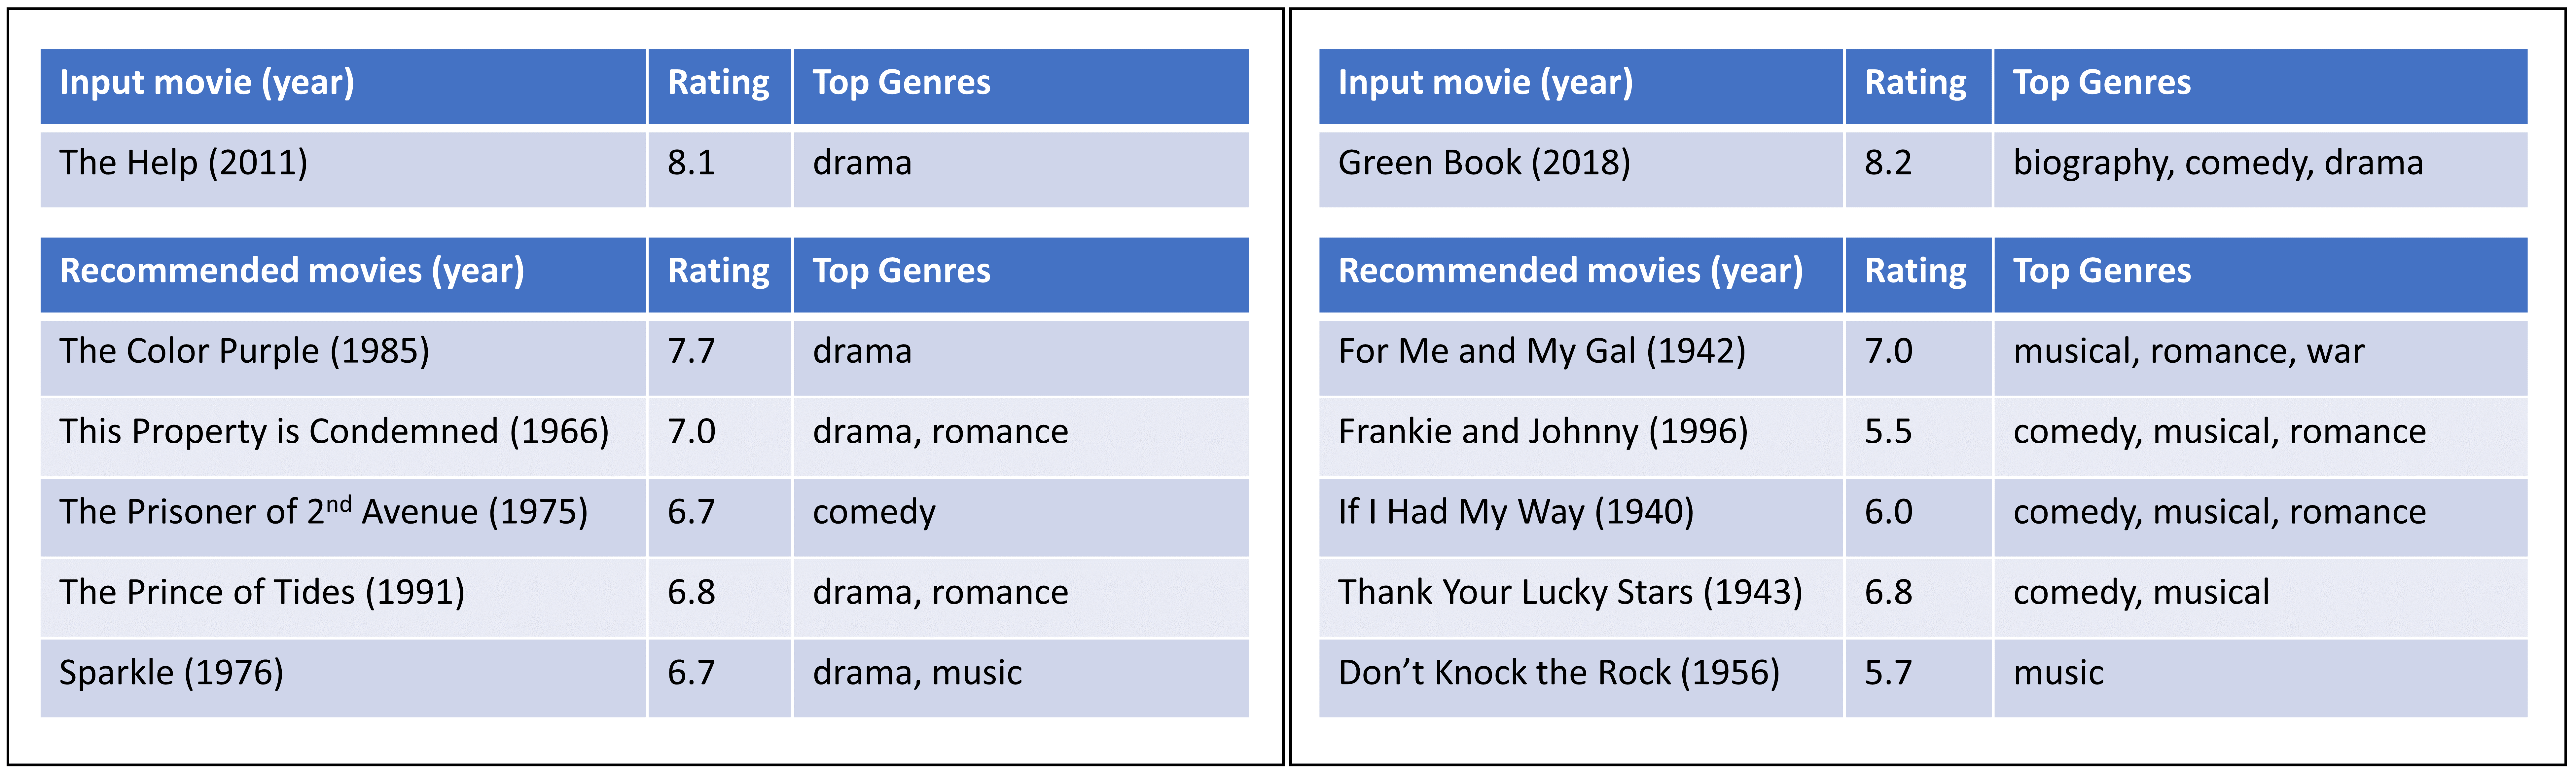 Input movie (year) Rating Top Genres
The Help (2011) 8.1 drama
Recommended movies (year) Rating Top Genres
The Color Purple (1985) 7.7 drama
This Property is Condemned (1966) 7.0 drama, romance
The Prisoner of 2nd Avenue (1975) 6.7 comedy
The Prince of Tides (1991) 6.8 drama, romance
Sparkle (1976) 6.7 drama, music
Input movie (year) Rating Top Genres
Green Book (2018) 8.2 biography, comedy, drama
Recommended movies (year) Rating Top Genres
For Me and My Gal (1942) 7.0 musical, romance, war
Frankie and Johnny (1996) 5.5 comedy, musical, romance
If I Had My Way (1940) 6.0 comedy, musical, romance
Thank Your Lucky Stars (1943) 6.8 comedy, musical
Don’t Knock the Rock (1956) 5.7 music